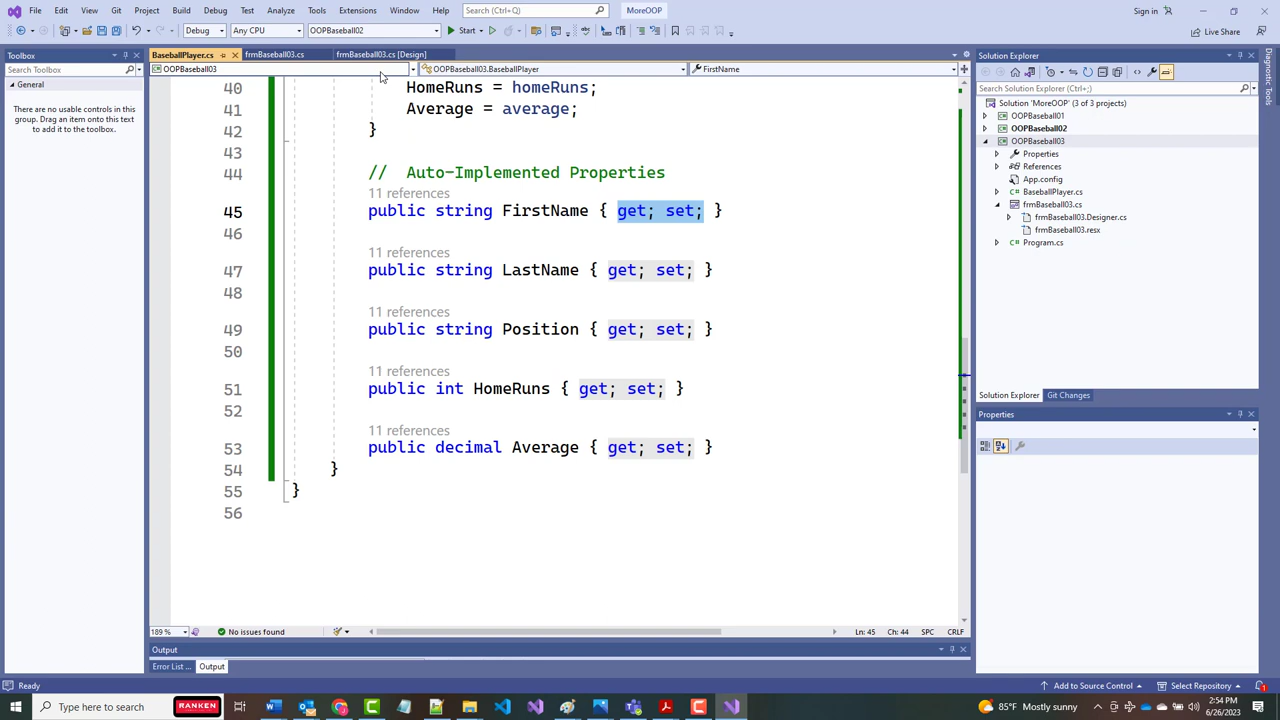 File Edit View Git Project Build Debug Test Analyze Tools Extensions Window Help Search (Ctrl+Q) MoreOOP Sign in
Debug Any CPU OOPBaseball02 Start Live Share
Toolbox
Search Toolbox
General
There are no usable controls in this
group. Drag an item onto this text
to add it to the toolbox.
BaseballPlayer.cs frmBaseball03.cs frmBaseball03.cs [Design]
OOPBaseball03 OOPBaseball03.BaseballPlayer FirstName
40 HomeRuns = homeRuns;
41 Average = average;
42 }
43
44 // Auto-Implemented Properties
11 references
45 public string FirstName { get; set; }
46
11 references
47 public string LastName { get; set; }
48
11 references
49 public string Position { get; set; }
50
11 references
51 public int HomeRuns { get; set; }
52
11 references
53 public decimal Average { get; set; }
54 }
55 }
56
189 % No issues found Ln: 45 Ch: 44 SPC CRLF
Output
Error List ... Output
Solution Explorer
Search Solution Explorer (Ctrl+;)
Solution 'MoreOOP' (3 of 3 projects)
OOPBaseball01
OOPBaseball02
OOPBaseball03
Properties
References
App.config
BaseballPlayer.cs
frmBaseball03.cs
frmBaseball03.Designer.cs
frmBaseball03.resx
Program.cs
Solution Explorer Git Changes
Properties
Diagnostic Tools
Ready Add to Source Control Select Repository 1
Type here to search RANKEN 85°F Mostly sunny 2:54 PM 6/26/2023